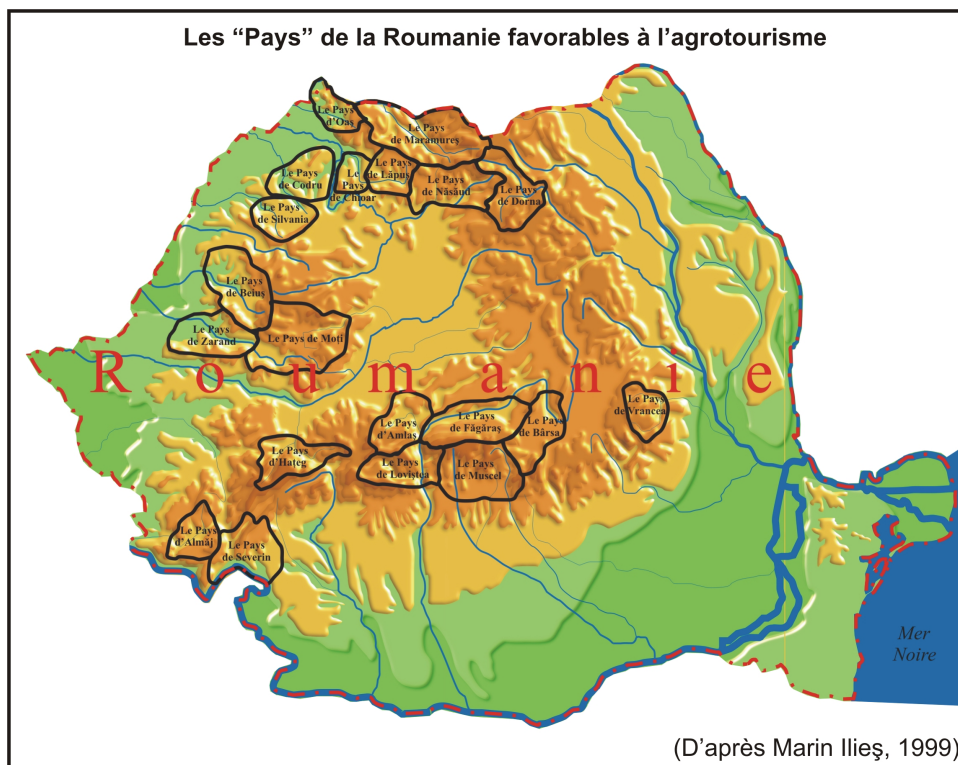 Les “Pays” de la Roumanie favorables à l’agrotourisme
Le Pays
d’Oaş
Le Pays
de Maramureş
Le Pays
de Codru
Le
Pays
de Chioar
Le Pays
de Lăpuş
Le Pays
de Năsăud
Le Pays
de Dorna
Le Pays
de Silvania
Le Pays
de Beiuş
Le Pays
de Zarand
Le Pays de Moţi
Roumanie
Le Pays
d’Amlaş
Le Pays
de Făgăraş
Le Pays
de Bârsa
Le Pays
de Vrancea
Le Pays
d’Haţeg
Le Pays
de Loviştea
Le Pays
de Muscel
Le Pays
d’Almăj
Le Pays
de Severin
Mer
Noire
(D’après Marin Ilieş, 1999)